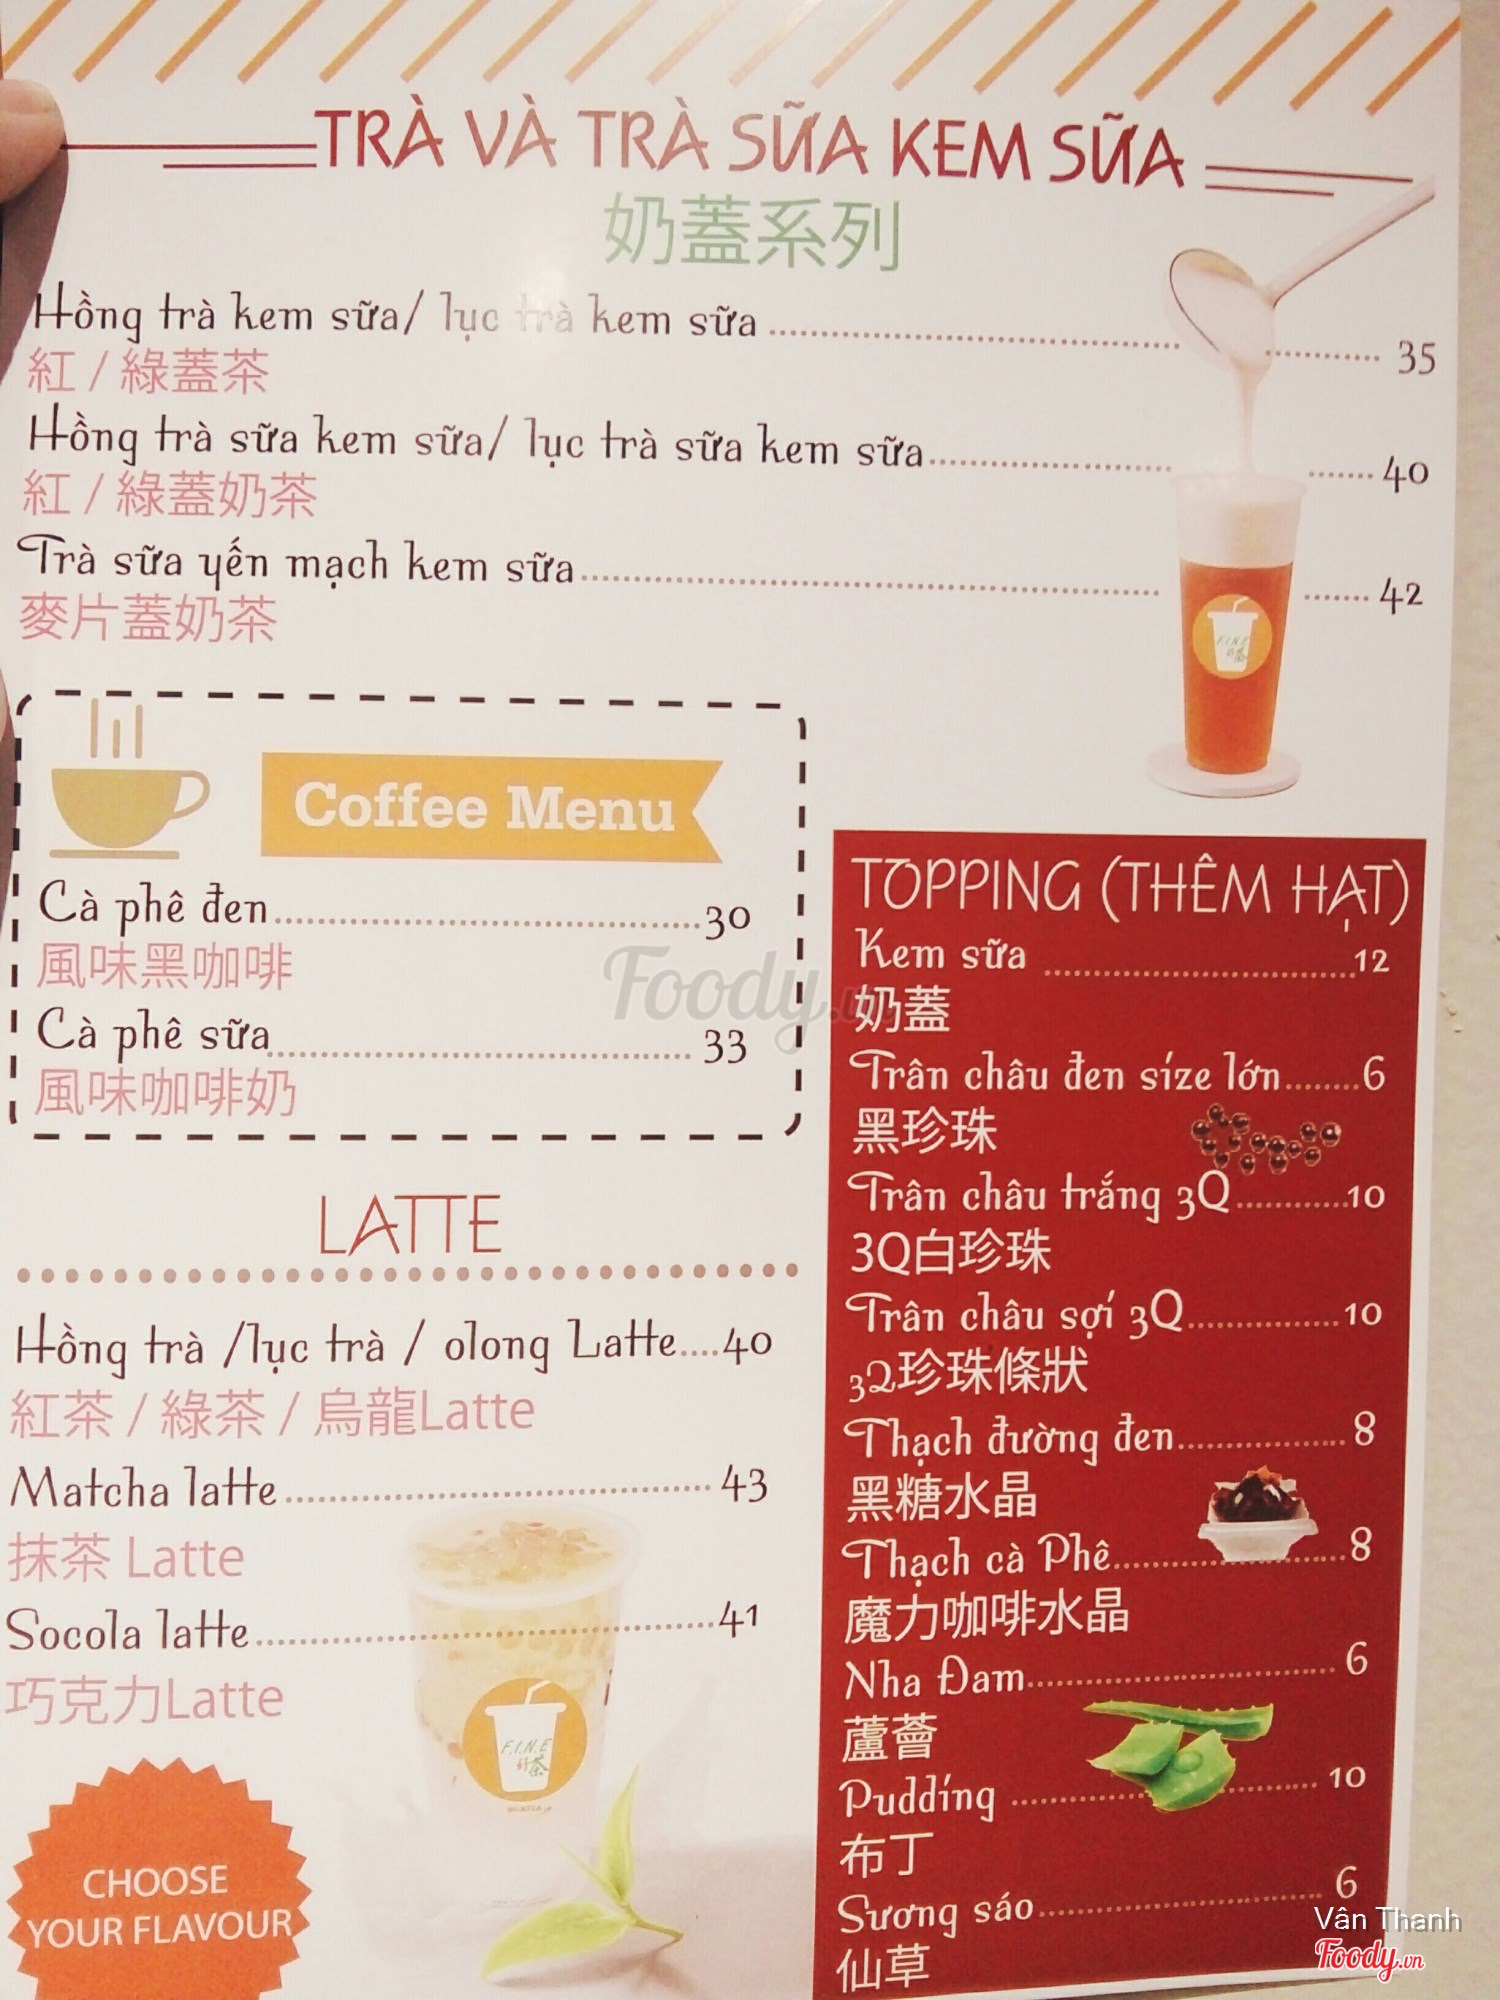 TRÀ VÀ TRÀ SỮA KEM SỮA
奶蓋系列
Hồng trà kem sữa/ lục trà kem sữa 35
紅 / 綠蓋茶
Hồng trà sữa kem sữa/ lục trà sữa kem sữa 40
紅 / 綠蓋奶茶
Trà sữa yến mạch kem sữa 42
麥片蓋奶茶
F.I.N.E
好茶
Coffee Menu
Cà phê đen 30
風味黑咖啡
Cà phê sữa 33
風味咖啡奶
LATTE
Hồng trà /lục trà / olong Latte 40
紅茶 / 綠茶 / 烏龍Latte
Matcha latte 43
抹茶 Latte
Socola latte 41
巧克力Latte
F.I.N.E
好茶
CHOOSE
YOUR FLAVOUR
TOPPING (THÊM HẠT)
Kem sữa 12
奶蓋
Trân châu đen size lớn 6
黑珍珠
Trân châu trắng 3Q 10
3Q白珍珠
Trân châu sợi 3Q 10
3Q珍珠條狀
Thạch đường đen 8
黑糖水晶
Thạch cà Phê 8
魔力咖啡水晶
Nha Đam 6
蘆薈
Pudding 10
布丁
Sương sáo 6
仙草
Foody.vn
Vân Thanh
Foody.vn